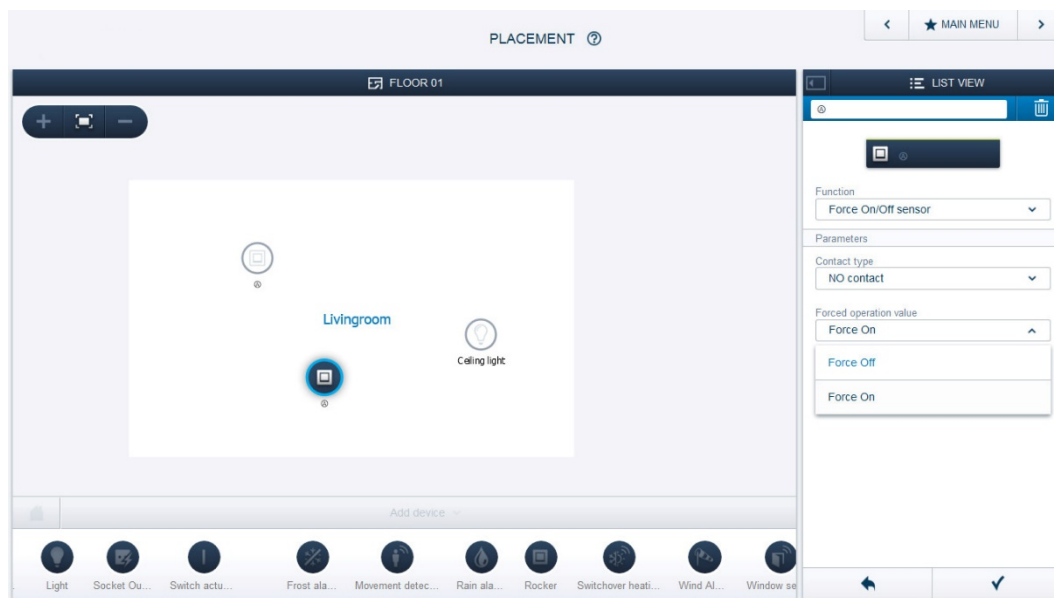 PLACEMENT ?
MAIN MENU
FLOOR 01
LIST VIEW
Function
Force On/Off sensor
Parameters
Contact type
NO contact
Forced operation value
Force On
Force Off
Force On
Livingroom
Ceiling light
Add device
Light
Socket Ou...
Switch actu...
Frost ala...
Movement detec...
Rain ala...
Rocker
Switchover heati...
Wind Al...
Window se